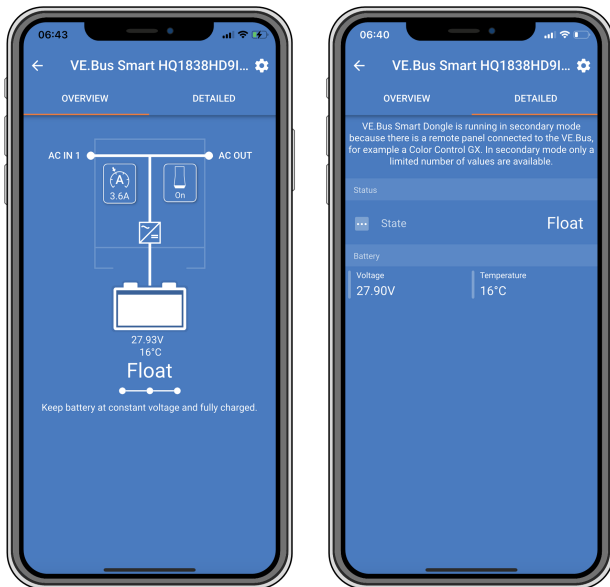 06:43
VE.Bus Smart HQ1838HD9I...
OVERVIEW
DETAILED
AC IN 1
AC OUT
A
3.6A
On
27.93V
16°C
Float
Keep battery at constant voltage and fully charged.
06:40
VE.Bus Smart HQ1838HD9I...
OVERVIEW
DETAILED
VE.Bus Smart Dongle is running in secondary mode
because there is a remote panel connected to the VE.Bus,
for example a Color Control GX. In secondary mode only a
limited number of values are available.
Status
State
Float
Battery
Voltage
Temperature
27.90V
16°C